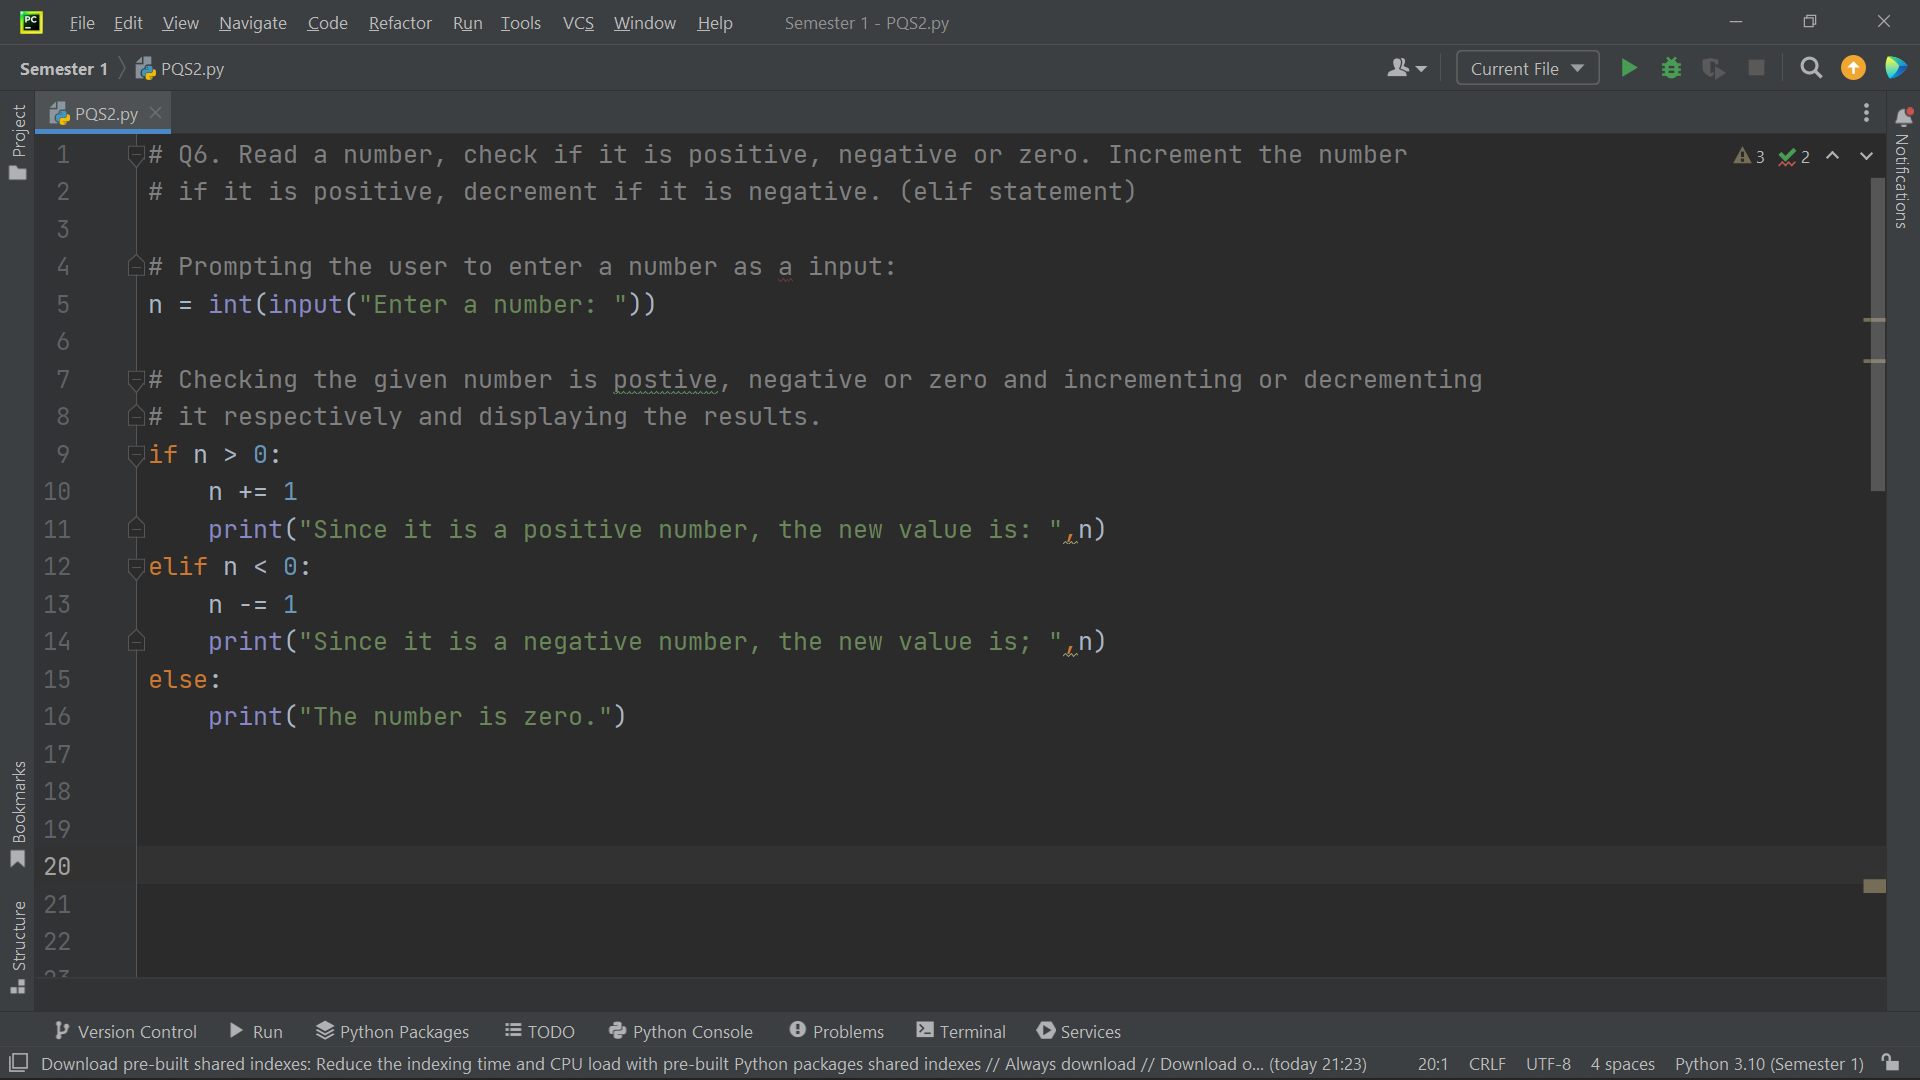 PC File Edit View Navigate Code Refactor Run Tools VCS Window Help Semester 1 - PQS2.py
Semester 1 PQS2.py Current File
Project
PQS2.py
Notifications
3 2
1 # Q6. Read a number, check if it is positive, negative or zero. Increment the number
2 # if it is positive, decrement if it is negative. (elif statement)
3
4 # Prompting the user to enter a number as a input:
5 n = int(input("Enter a number: "))
6
7 # Checking the given number is postive, negative or zero and incrementing or decrementing
8 # it respectively and displaying the results.
9 if n > 0:
10     n += 1
11     print("Since it is a positive number, the new value is: ",n)
12 elif n < 0:
13     n -= 1
14     print("Since it is a negative number, the new value is; ",n)
15 else:
16     print("The number is zero.")
17
18
19
20
21
22
23
Bookmarks
Structure
Version Control Run Python Packages TODO Python Console Problems Terminal Services
Download pre-built shared indexes: Reduce the indexing time and CPU load with pre-built Python packages shared indexes // Always download // Download o... (today 21:23) 20:1 CRLF UTF-8 4 spaces Python 3.10 (Semester 1)